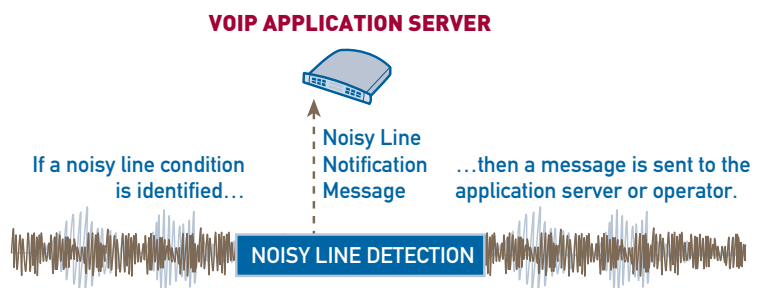 VOIP APPLICATION SERVER
If a noisy line condition
is identified…
Noisy Line
Notification
Message
…then a message is sent to the
application server or operator.
NOISY LINE DETECTION